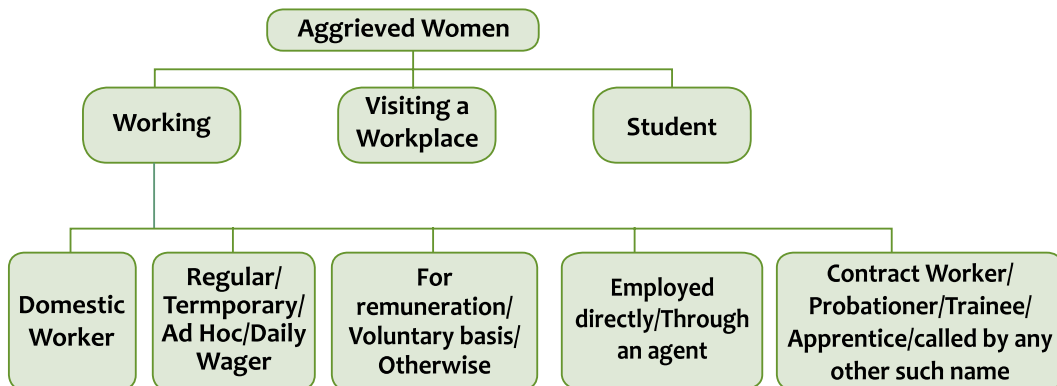 Aggrieved Women
Working
Visiting a
Workplace
Student
Domestic
Worker
Regular/
Termporary/
Ad Hoc/Daily
Wager
For
remuneration/
Voluntary basis/
Otherwise
Employed
directly/Through
an agent
Contract Worker/
Probationer/Trainee/
Apprentice/called by any
other such name